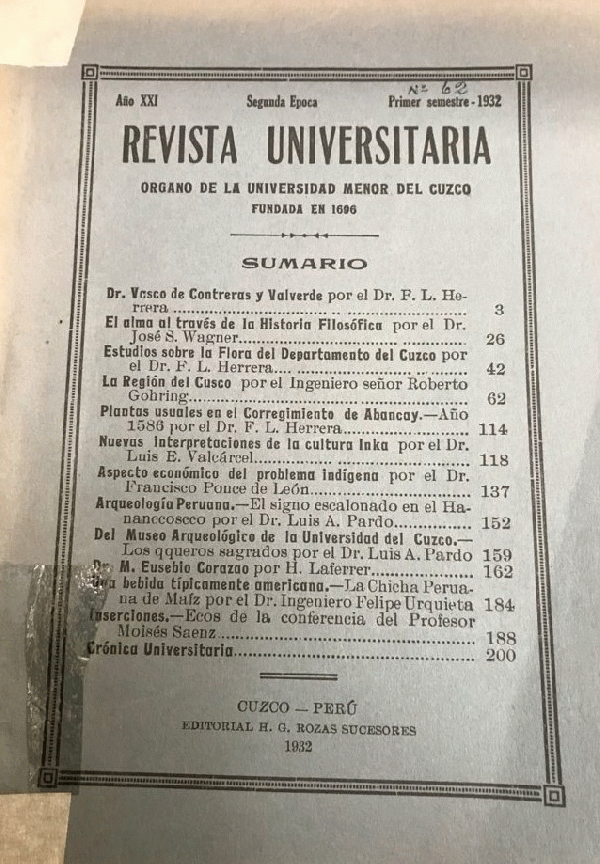 Nº 62
Año XXI Segunda Epoca Primer semestre-1932
REVISTA UNIVERSITARIA
ORGANO DE LA UNIVERSIDAD MENOR DEL CUZCO
FUNDADA EN 1696
SUMARIO
Dr. Vasco de Contreras y Valverde por el Dr. F. L. He-
rrera ........ 3
El alma al través de la Historia Filosófica por el Dr.
José S. Wagner........ 26
Estudios sobre la Flora del Departamento del Cuzco por
el Dr. F. L. Herrera........ 42
La Región del Cusco por el Ingeniero señor Roberto
Gohring........ 62
Plantas usuales en el Corregimiento de Abancay.—Año
1586 por el Dr. F. L. Herrera........ 114
Nuevas Interpretaciones de la cultura Inka por el Dr.
Luis E. Valcárcel........ 118
Aspecto económico del problema indígena por el Dr.
Francisco Ponce de León........ 137
Arqueología Peruana.—El signo escalonado en el Ha-
nanccoscco por el Dr. Luis A. Pardo........ 152
Del Museo Arqueológico de la Universidad del Cuzco.—
Los qqueros sagrados por el Dr. Luis A. Pardo 159
Dr. M. Eusebio Corazao por H. Laferrer........ 162
Una bebida típicamente americana.—La Chicha Perua-
na de Maíz por el Dr. Ingeniero Felipe Urquieta 184
Inserciones.—Ecos de la conferencia del Profesor
Moisés Saenz........ 188
Crónica Universitaria........ 200
CUZCO — PERÚ
EDITORIAL H. G. ROZAS SUCESORES
1932